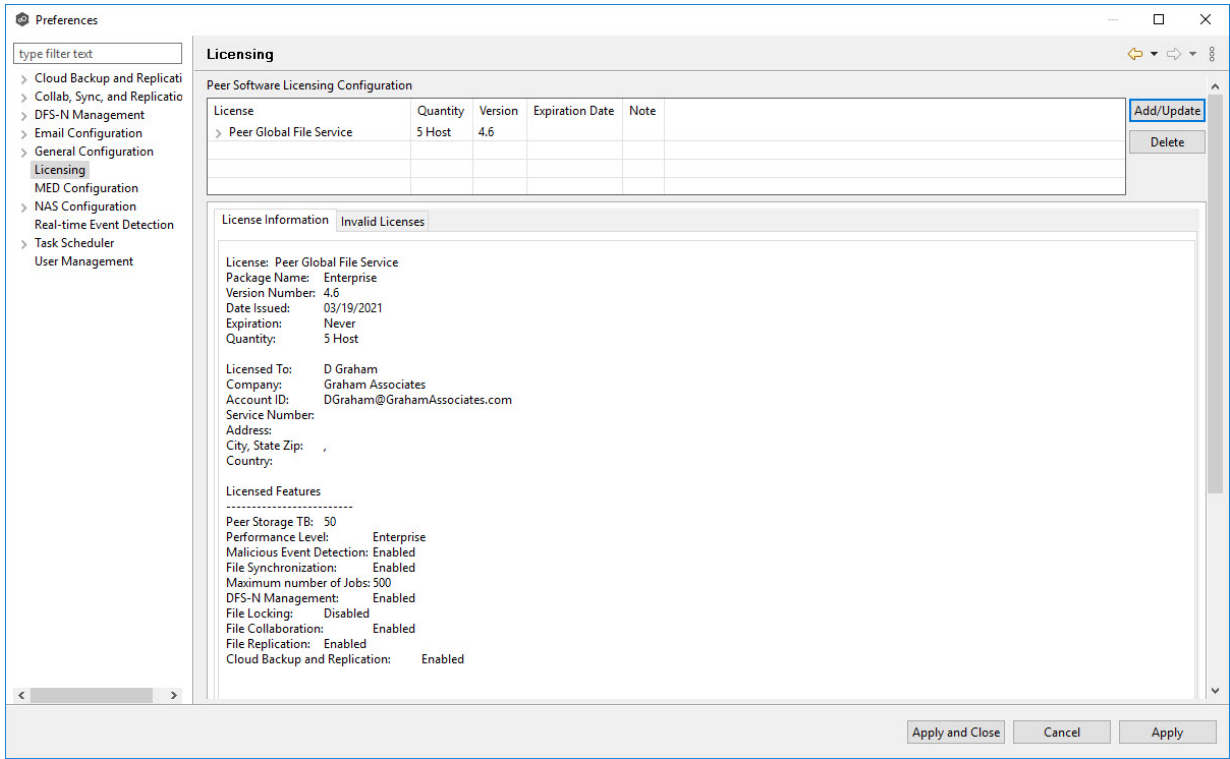 Preferences
type filter text
Cloud Backup and Replicati
Collab, Sync, and Replicatio
DFS-N Management
Email Configuration
General Configuration
Licensing
MED Configuration
NAS Configuration
Real-time Event Detection
Task Scheduler
User Management
Licensing
Peer Software Licensing Configuration
License Quantity Version Expiration Date Note
Peer Global File Service 5 Host 4.6
Add/Update
Delete
License Information Invalid Licenses
License: Peer Global File Service
Package Name: Enterprise
Version Number: 4.6
Date Issued: 03/19/2021
Expiration: Never
Quantity: 5 Host
Licensed To: D Graham
Company: Graham Associates
Account ID: DGraham@GrahamAssociates.com
Service Number:
Address:
City, State Zip: ,
Country:
Licensed Features
-------------------------
Peer Storage TB: 50
Performance Level: Enterprise
Malicious Event Detection: Enabled
File Synchronization: Enabled
Maximum number of Jobs: 500
DFS-N Management: Enabled
File Locking: Disabled
File Collaboration: Enabled
File Replication: Enabled
Cloud Backup and Replication: Enabled
Apply and Close Cancel Apply